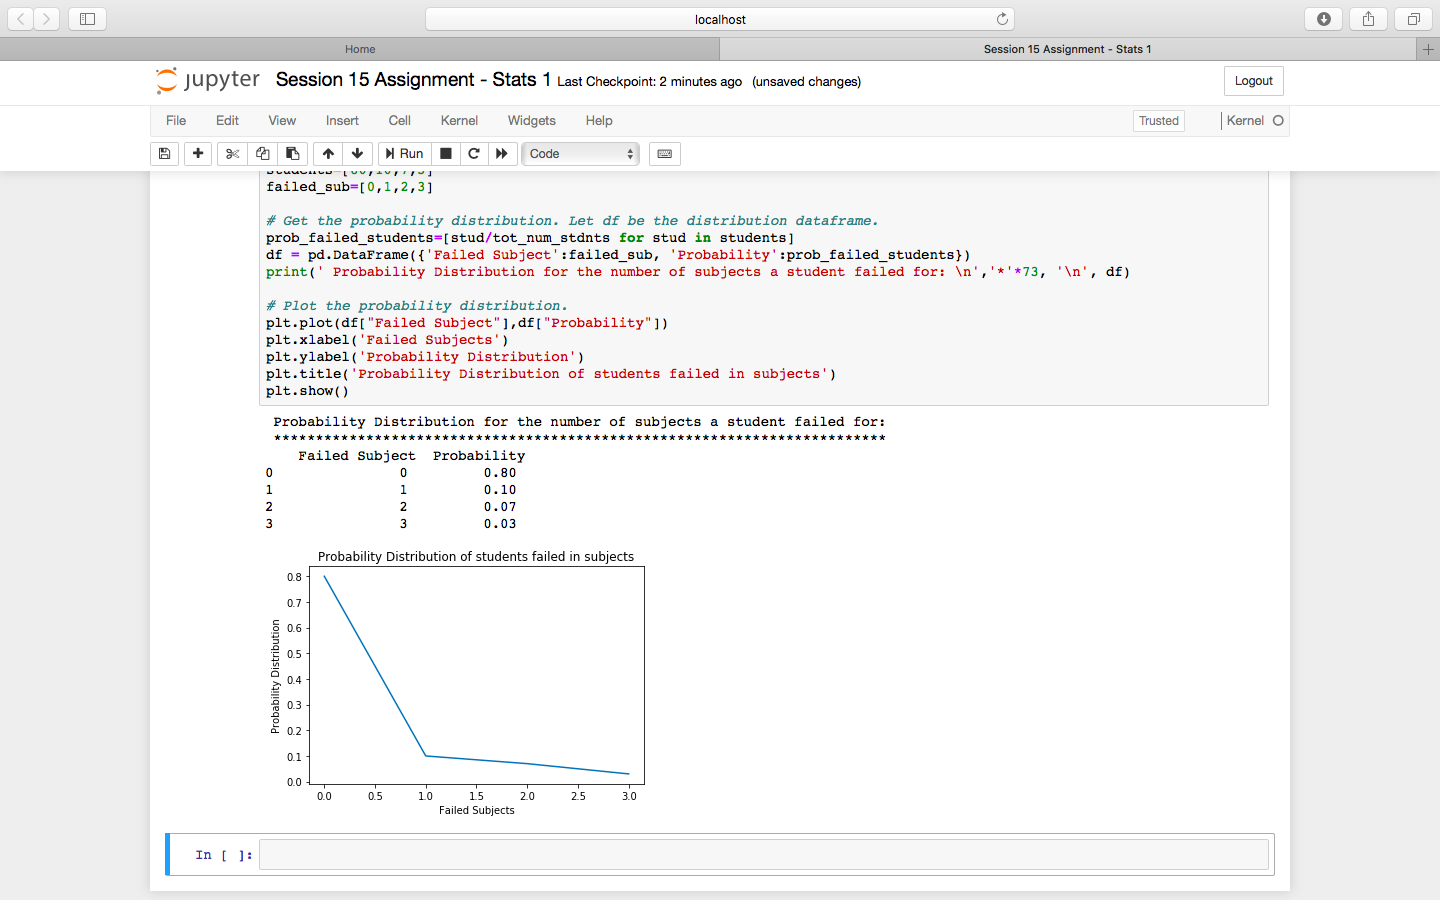 localhost
Home
Session 15 Assignment - Stats 1
jupyter Session 15 Assignment - Stats 1 Last Checkpoint: 2 minutes ago (unsaved changes)
Logout
File Edit View Insert Cell Kernel Widgets Help
Trusted
Kernel
Run
Code
failed_sub=[0,1,2,3]
# Get the probability distribution. Let df be the distribution dataframe.
prob_failed_students=[stud/tot_num_stdnts for stud in students]
df = pd.DataFrame({'Failed Subject':failed_sub, 'Probability':prob_failed_students})
print(' Probability Distribution for the number of subjects a student failed for: \n','*'*73, '\n', df)
# Plot the probability distribution.
plt.plot(df["Failed Subject"],df["Probability"])
plt.xlabel('Failed Subjects')
plt.ylabel('Probability Distribution')
plt.title('Probability Distribution of students failed in subjects')
plt.show()
Probability Distribution for the number of subjects a student failed for:
*************************************************************************
Failed Subject Probability
0 0 0.80
1 1 0.10
2 2 0.07
3 3 0.03
Probability Distribution of students failed in subjects
0.8
0.7
0.6
0.5
0.4
0.3
0.2
0.1
0.0
Probability Distribution
0.0 0.5 1.0 1.5 2.0 2.5 3.0
Failed Subjects
In [ ]: